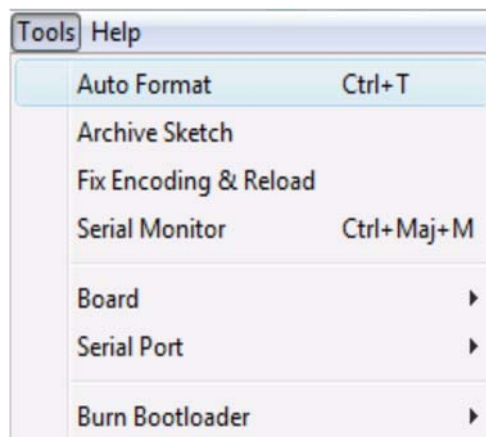 Tools Help
Auto Format Ctrl+T
Archive Sketch
Fix Encoding & Reload
Serial Monitor Ctrl+Maj+M
Board
Serial Port
Burn Bootloader